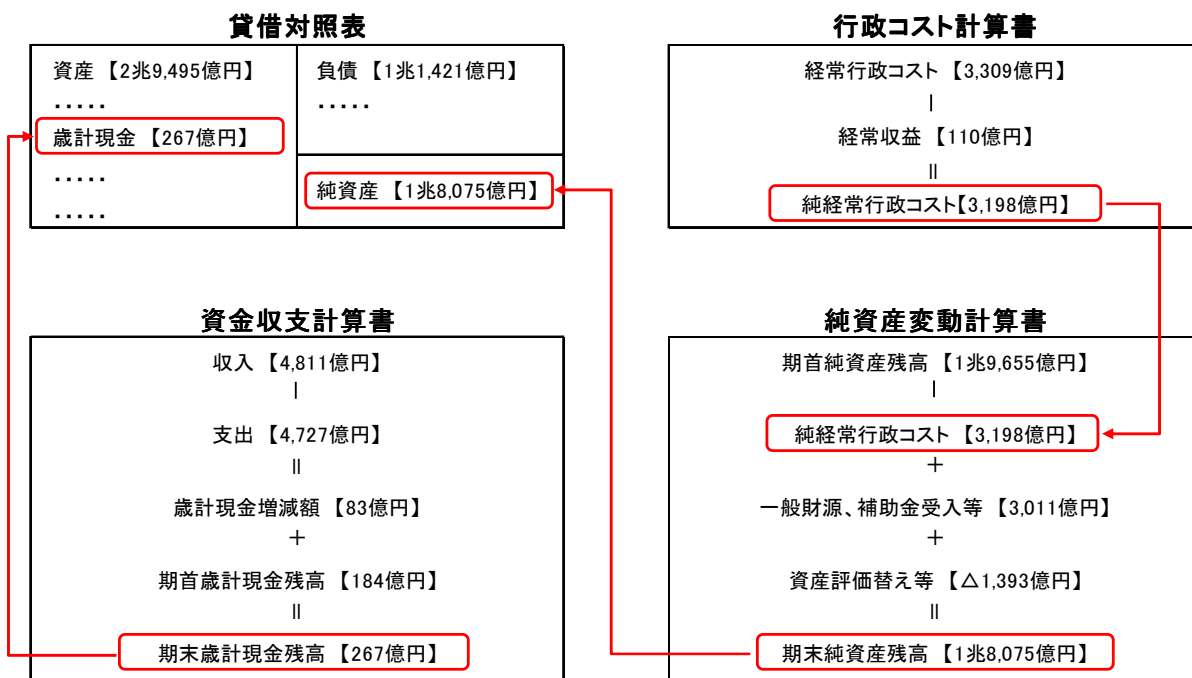 貸借対照表
資産 【2兆9,495億円】
・・・・・
歳計現金 【267億円】
・・・・・
・・・・・
負債 【1兆1,421億円】
・・・・・
純資産 【1兆8,075億円】
行政コスト計算書
経常行政コスト 【3,309億円】
|
経常収益 【110億円】
||
純経常行政コスト【3,198億円】
資金収支計算書
収入 【4,811億円】
|
支出 【4,727億円】
||
歳計現金増減額 【83億円】
＋
期首歳計現金残高 【184億円】
||
期末歳計現金残高 【267億円】
純資産変動計算書
期首純資産残高 【1兆9,655億円】
|
純経常行政コスト 【3,198億円】
＋
一般財源、補助金受入等 【3,011億円】
＋
資産評価替え等 【△1,393億円】
||
期末純資産残高 【1兆8,075億円】